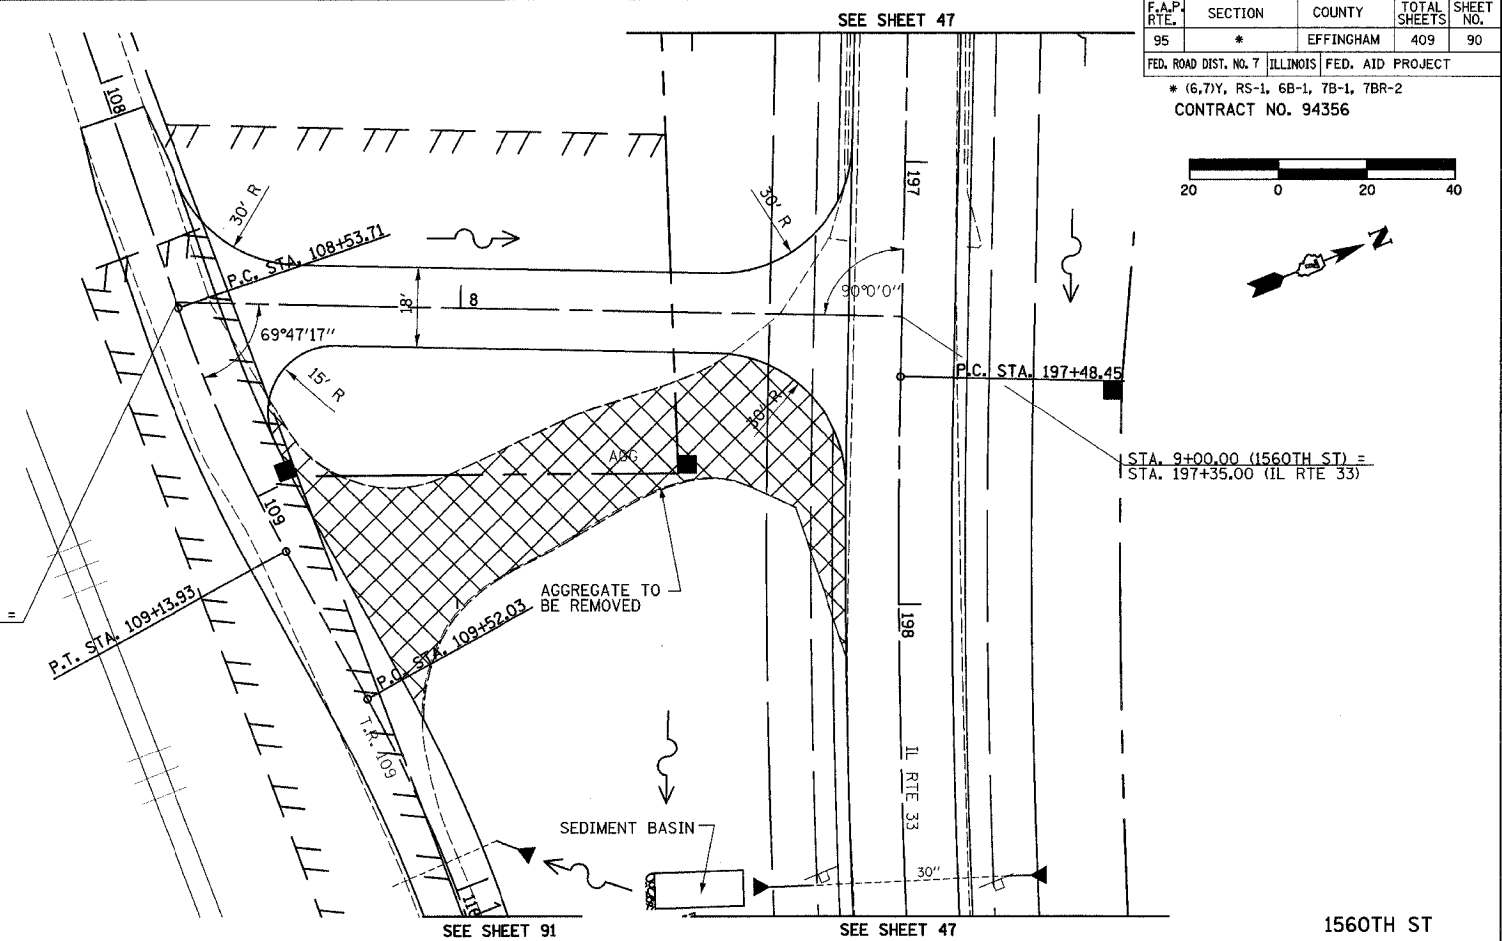 SEE SHEET 47
F.A.P. RTE.
SECTION
COUNTY
TOTAL SHEETS
SHEET NO.
95
*
EFFINGHAM
409
90
FED. ROAD DIST. NO. 7
ILLINOIS
FED. AID PROJECT
* (6,7)Y, RS-1, 6B-1, 7B-1, 7BR-2
CONTRACT NO. 94356
20 0 20 40
N
108
197
30' R
30' R
P.C. STA. 108+53.71
18'
8
90°0'0"
69°47'17"
15' R
30' R
P.C. STA. 197+48.45
AGG
STA. 9+00.00 (1560TH ST) =
STA. 197+35.00 (IL RTE 33)
109
P.T. STA. 109+13.93
=
AGGREGATE TO
BE REMOVED
P.C. STA. 109+52.03
198
T.R. 109
IL RTE 33
SEDIMENT BASIN
30"
110
SEE SHEET 91
SEE SHEET 47
1560TH ST